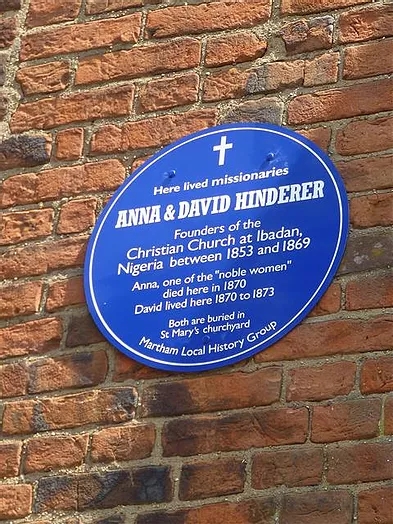 Here lived missionaries
ANNA & DAVID HINDERER
Founders of the
Christian Church at Ibadan,
Nigeria between 1853 and 1869
Anna, one of the "noble women"
died here in 1870
David lived here 1870 to 1873
Both are buried in
St Mary's churchyard
Martham Local History Group